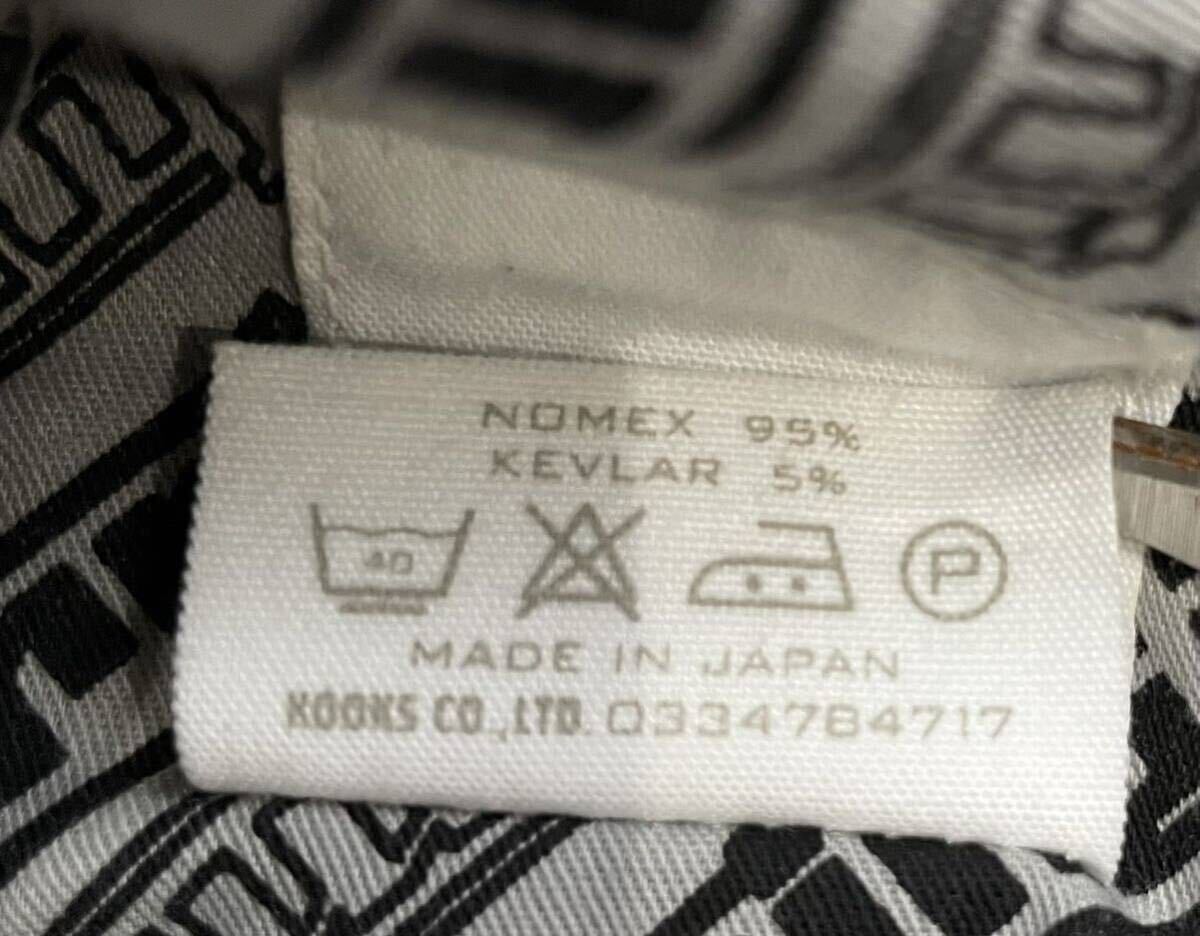 NOMEX 95%
KEVLAR 5%
40
P
MADE IN JAPAN
KOOKS CO.,LTD. 0334784717